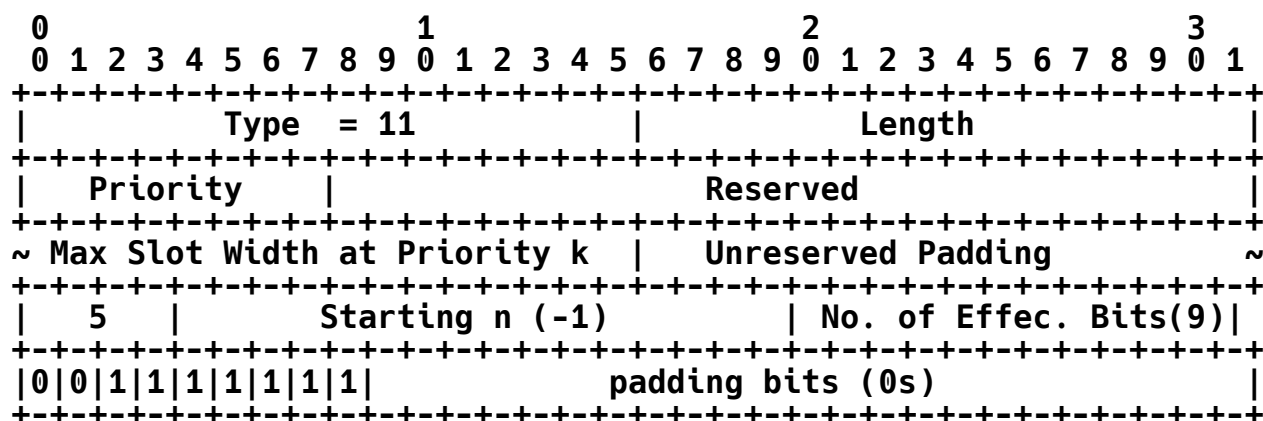 0                   1                   2                   3
 0 1 2 3 4 5 6 7 8 9 0 1 2 3 4 5 6 7 8 9 0 1 2 3 4 5 6 7 8 9 0 1
+-+-+-+-+-+-+-+-+-+-+-+-+-+-+-+-+-+-+-+-+-+-+-+-+-+-+-+-+-+-+-+-+
|          Type  = 11           |           Length              |
+-+-+-+-+-+-+-+-+-+-+-+-+-+-+-+-+-+-+-+-+-+-+-+-+-+-+-+-+-+-+-+-+
|   Priority    |                   Reserved                    |
+-+-+-+-+-+-+-+-+-+-+-+-+-+-+-+-+-+-+-+-+-+-+-+-+-+-+-+-+-+-+-+-+
~ Max Slot Width at Priority k  |   Unreserved Padding          ~
+-+-+-+-+-+-+-+-+-+-+-+-+-+-+-+-+-+-+-+-+-+-+-+-+-+-+-+-+-+-+-+-+
|   5   |       Starting n (-1)         | No. of Effec. Bits(9)|
+-+-+-+-+-+-+-+-+-+-+-+-+-+-+-+-+-+-+-+-+-+-+-+-+-+-+-+-+-+-+-+-+
|0|0|1|1|1|1|1|1|1|            padding bits (0s)                |
+-+-+-+-+-+-+-+-+-+-+-+-+-+-+-+-+-+-+-+-+-+-+-+-+-+-+-+-+-+-+-+-+